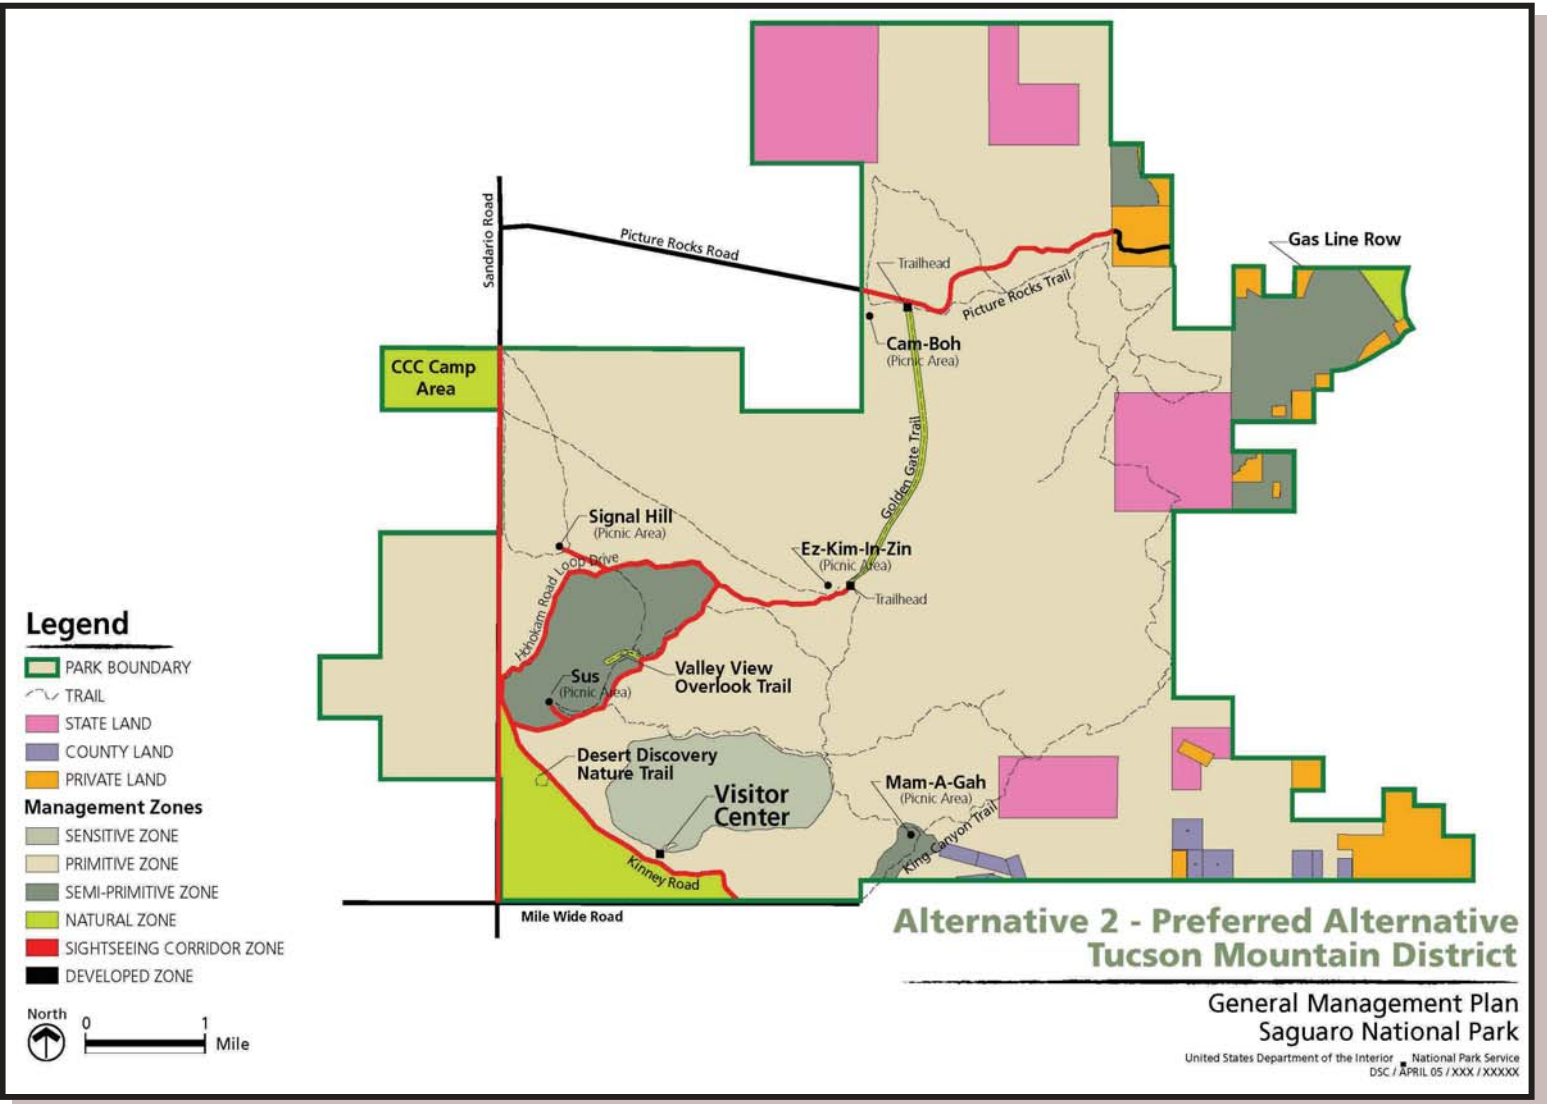 Sandario Road
Picture Rocks Road
Gas Line Row
Trailhead
Picture Rocks Trail
Cam-Boh
(Picnic Area)
CCC Camp
Area
Golden Gate Trail
Signal Hill
(Picnic Area)
Ez-Kim-In-Zin
(Picnic Area)
Trailhead
Hohokam Road Loop Drive
Valley View
Overlook Trail
Sus
(Picnic Area)
Desert Discovery
Nature Trail
Visitor
Center
Mam-A-Gah
(Picnic Area)
King Canyon Trail
Kinney Road
Mile Wide Road
Legend
PARK BOUNDARY
TRAIL
STATE LAND
COUNTY LAND
PRIVATE LAND
Management Zones
SENSITIVE ZONE
PRIMITIVE ZONE
SEMI-PRIMITIVE ZONE
NATURAL ZONE
SIGHTSEEING CORRIDOR ZONE
DEVELOPED ZONE
North
0 1
Mile
Alternative 2 - Preferred Alternative
Tucson Mountain District
General Management Plan
Saguaro National Park
United States Department of the Interior ■ National Park Service
DSC / APRIL 05 / XXX / XXXXX